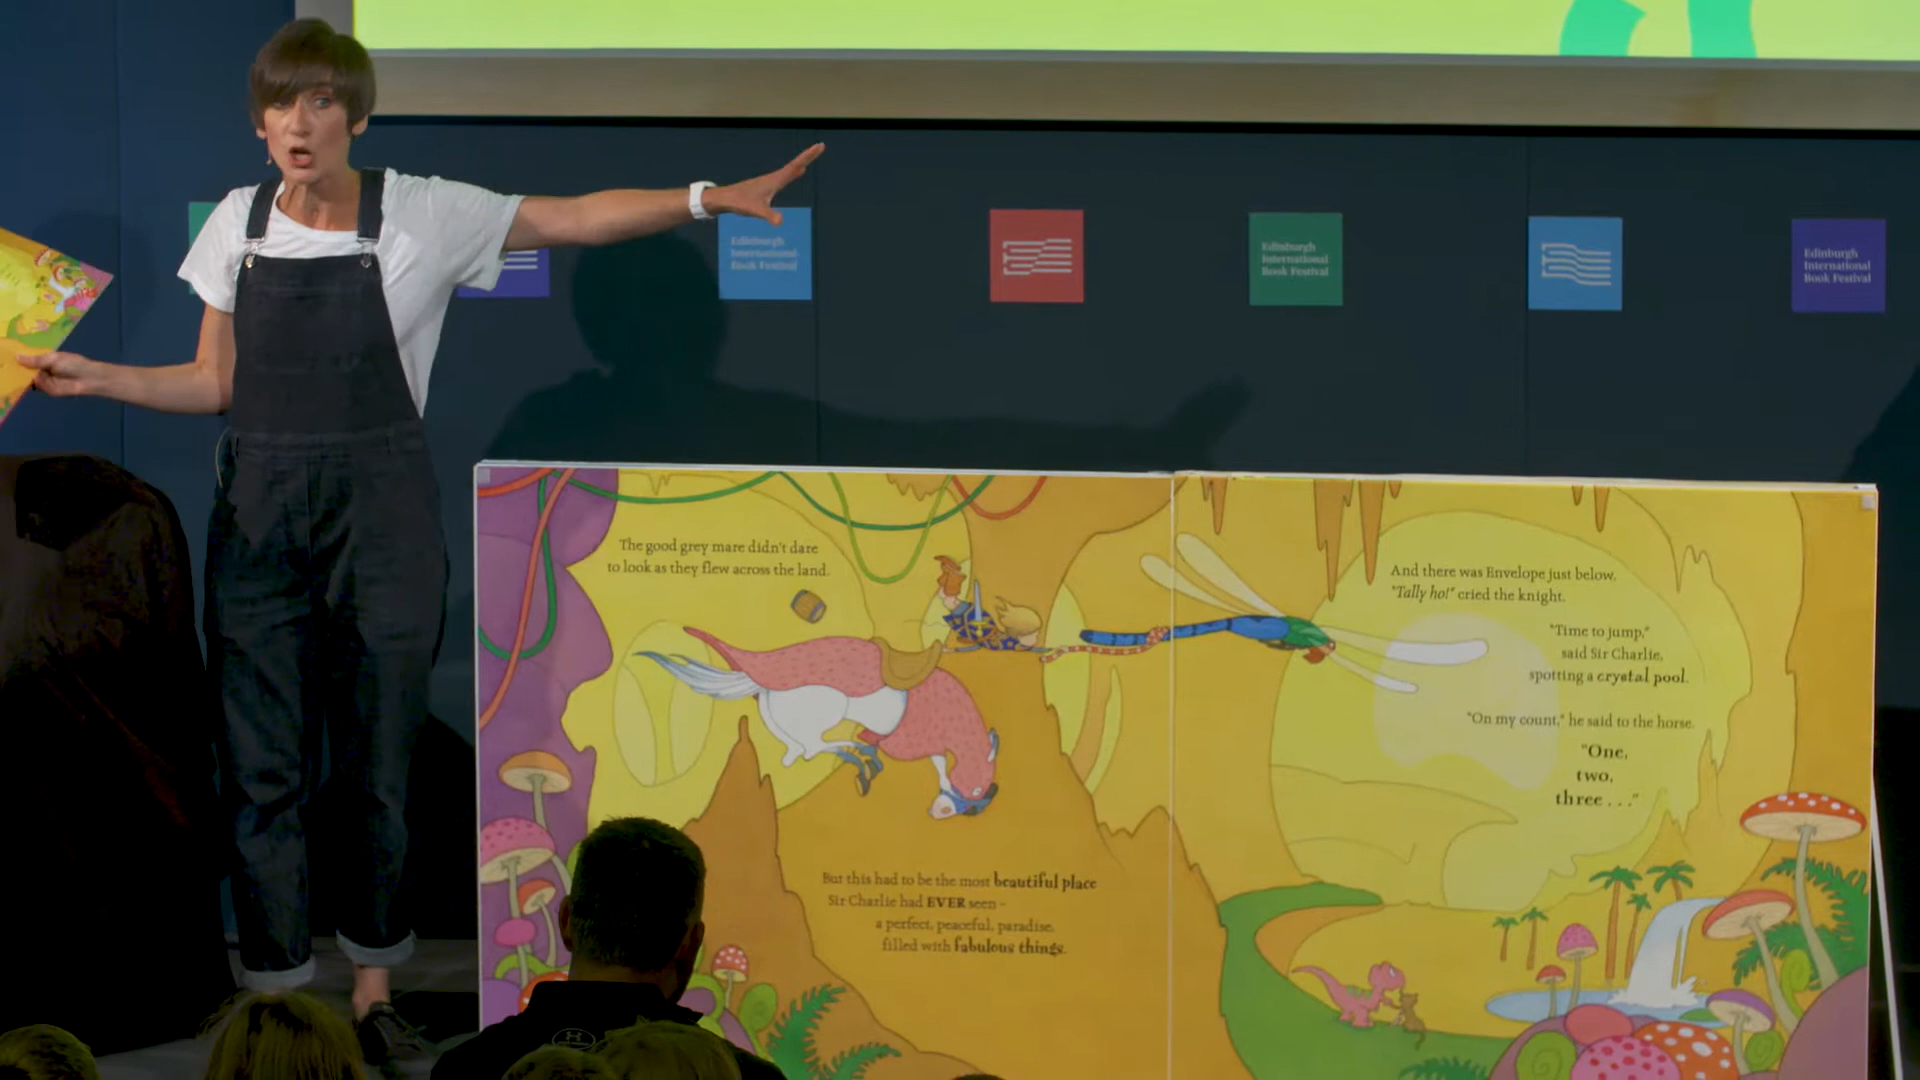 Edinburgh
International
Book Festival
Edinburgh
International
Book Festival
Edinburgh
International
Book Festival
The good grey mare didn't dare
to look as they flew across the land.
But this had to be the most beautiful place
Sir Charlie had EVER seen –
a perfect, peaceful, paradise,
filled with fabulous things.
And there was Envelope just below.
"Tally ho!" cried the knight.
"Time to jump,"
said Sir Charlie,
spotting a crystal pool.
"On my count," he said to the horse.
"One,
two,
three . . ."